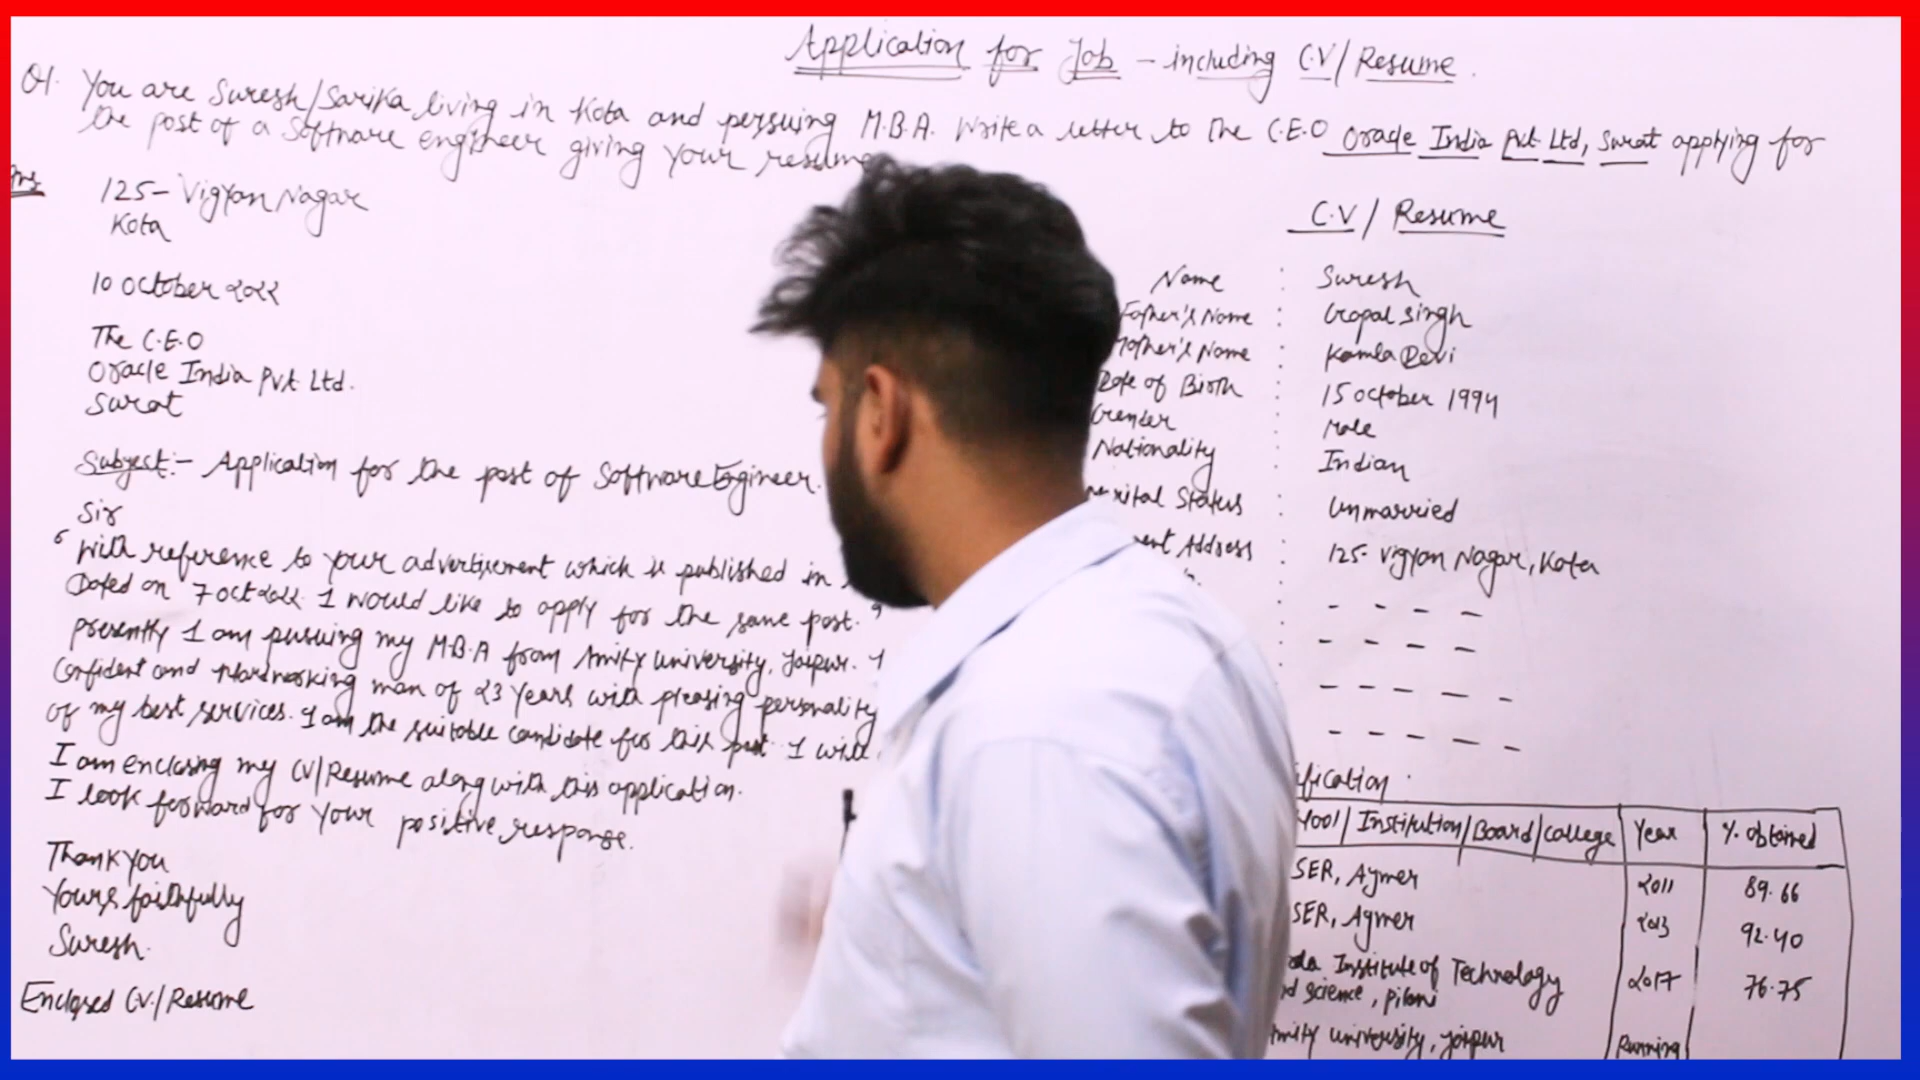 Application for Job - including C.V/Resume.
Q1. You are Suresh/Sarika living in Kota and persuing M.B.A. Write a letter to the C.E.O Oracle India Pvt Ltd, Surat applying for
the post of a Software engineer giving your resume
Ans
125- Vigyan Nagar
Kota
10 October 2022
The C.E.O
Oracle India Pvt Ltd.
Surat
Subject:- Application for the post of Software Engineer.
Sir
With reference to your advertisement which is published in
Dated on 7 oct 2022 I would like to apply for the same post.
presently I am pursuing my M.B.A from Amity University, Jaipur. I
Confident and Hardworking man of 23 Years with pleasing personality
of my best services. I am the suitable candidate for this post. I will
I am enclosing my CV/Resume along with this application.
I look forward for your positive response.
Thank you
Yours faithfully
Suresh.
Enclosed C.V./Resume
C.V/ Resume
Name : Suresh
Father's Name : Gopal Singh
Mother's Name : Kamla Devi
Date of Birth : 15 October 1994
Gender : Male
Nationality : Indian
Marital Status : Unmarried
Address : 125- Vigyan Nagar, Kota
: - - - -
: - - - -
: - - - - -
- - - - -
ification
hool/Institution/Board/College Year % obtained
SER, Ajmer 2011 89.66
SER, Ajmer 2013 92.40
Institute of Technology 2017 76.75
science, Pilani
Amity university, Jaipur Running